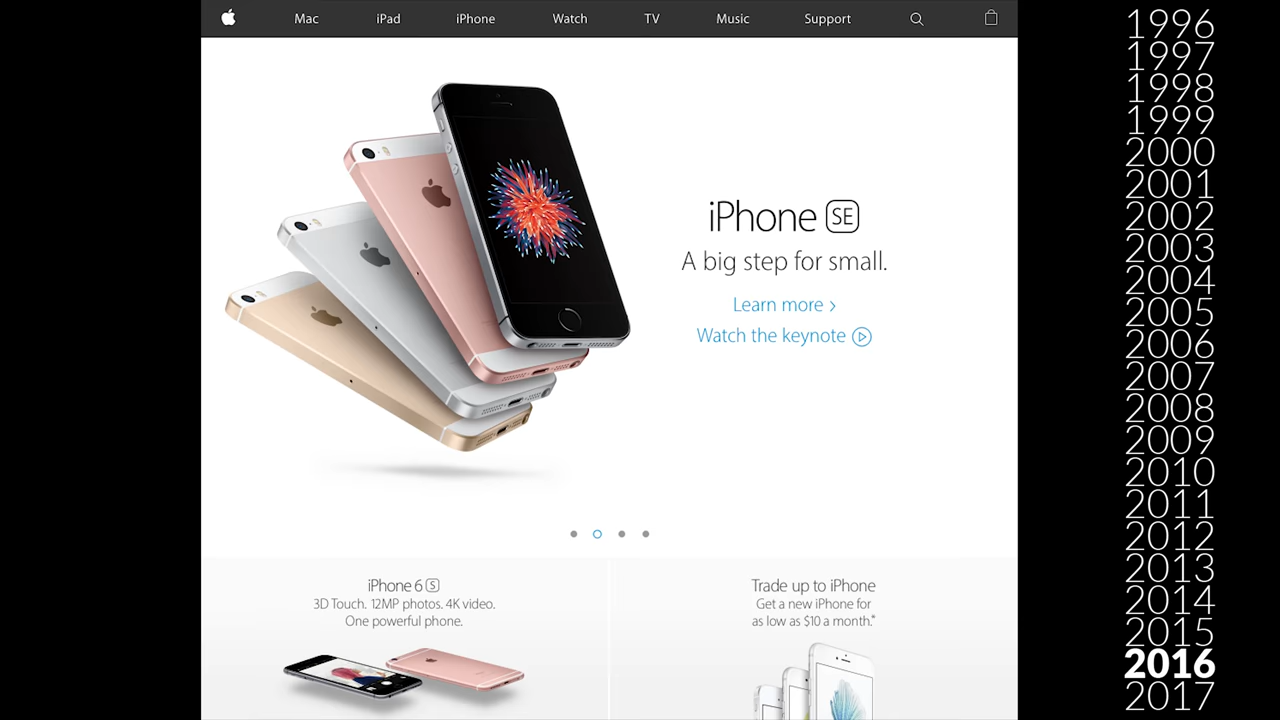 Mac iPad iPhone Watch TV Music Support
iPhone SE
A big step for small.
Learn more >
Watch the keynote
iPhone 6S
3D Touch. 12MP photos. 4K video.
One powerful phone.
Trade up to iPhone
Get a new iPhone for
as low as $10 a month.*
1996
1997
1998
1999
2000
2001
2002
2003
2004
2005
2006
2007
2008
2009
2010
2011
2012
2013
2014
2015
2016
2017